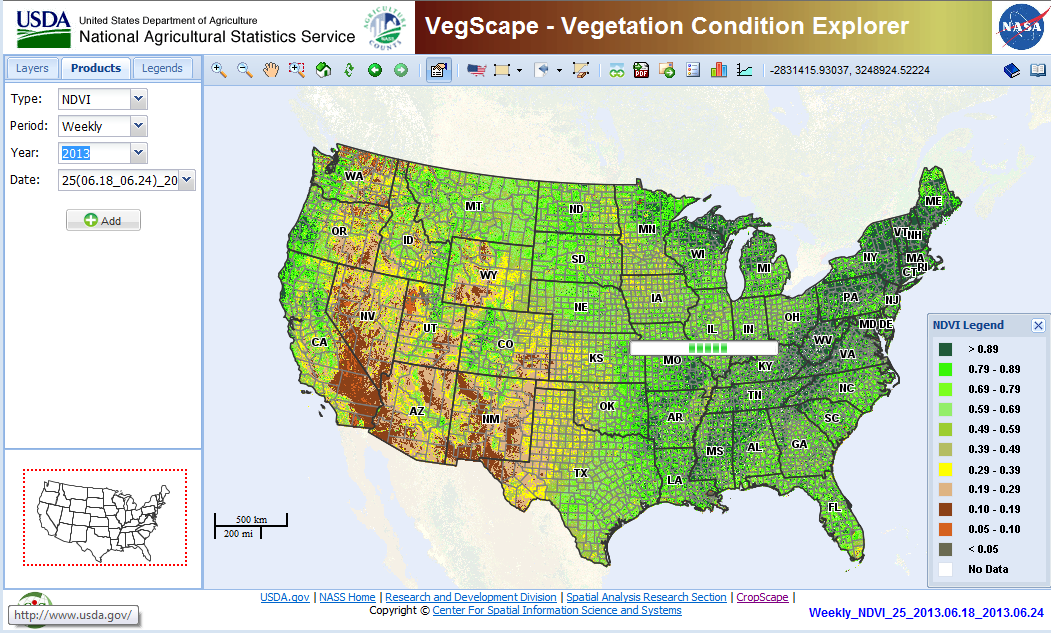 USDA
United States Department of Agriculture
National Agricultural Statistics Service
AGRICULTURE
NASS
COUNTS
VegScape - Vegetation Condition Explorer
NASA
Layers
Products
Legends
PDF
-2831415.93037, 3248924.52224
Type:
NDVI
Period:
Weekly
Year:
2013
Date:
25(06.18_06.24)_20
Add
WA
MT
ND
MN
ME
OR
ID
SD
WI
MI
VT
NH
NY
MA
RI
CT
WY
NE
IA
PA
NJ
NV
UT
CO
KS
MO
IL
IN
OH
MD
DE
WV
VA
KY
CA
AZ
NM
OK
AR
TN
NC
SC
MS
AL
GA
TX
LA
FL
500 km
200 mi
NDVI Legend
> 0.89
0.79 - 0.89
0.69 - 0.79
0.59 - 0.69
0.49 - 0.59
0.39 - 0.49
0.29 - 0.39
0.19 - 0.29
0.10 - 0.19
0.05 - 0.10
< 0.05
No Data
USDA.gov | NASS Home | Research and Development Division | Spatial Analysis Research Section | CropScape |
Copyright © Center For Spatial Information Science and Systems
Weekly_NDVI_25_2013.06.18_2013.06.24
http://www.usda.gov/